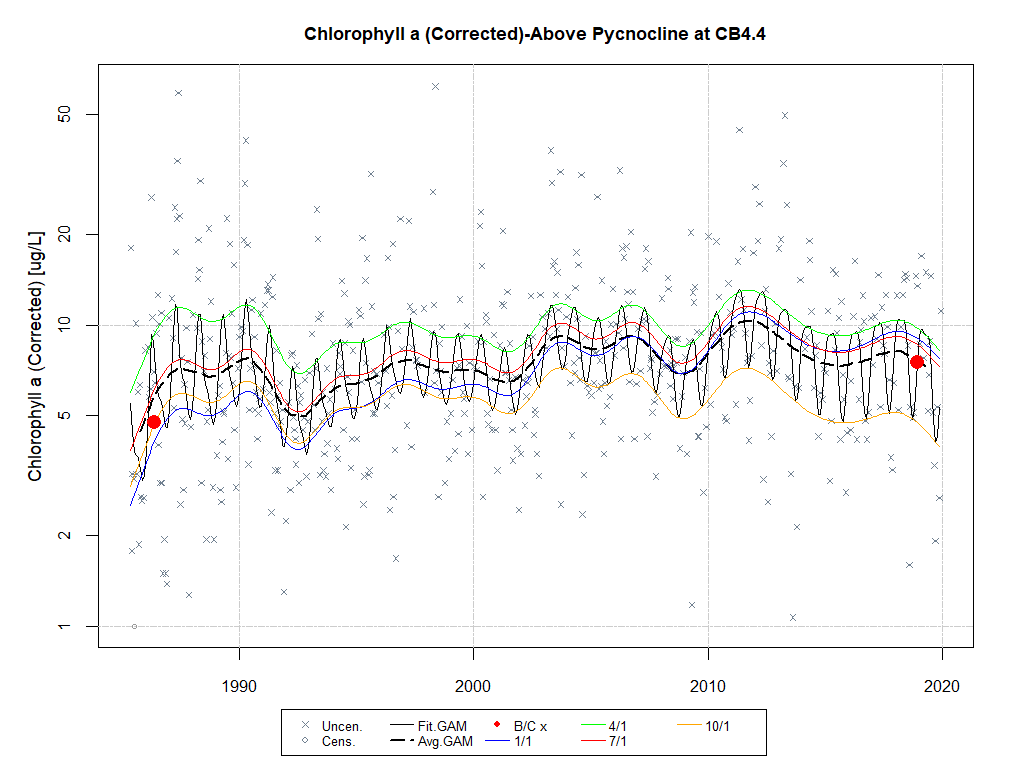 Chlorophyll a (Corrected)-Above Pycnocline at CB4.4
Chlorophyll a (Corrected) [ug/L]
50
20
10
5
2
1
1990 2000 2010 2020
Uncen. Fit.GAM B/C x 4/1 10/1
Cens. Avg.GAM 1/1 7/1